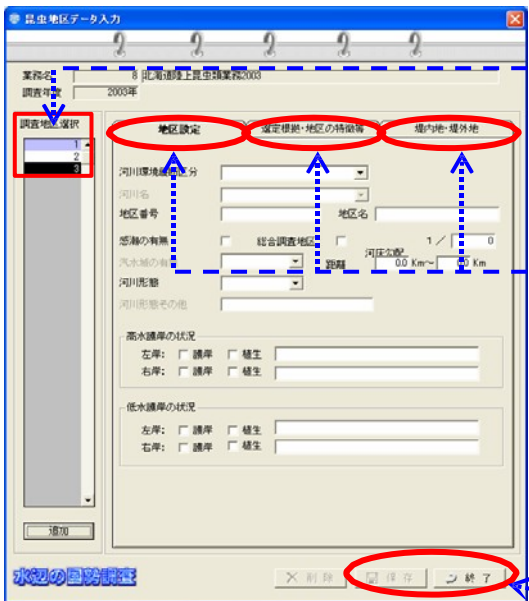 昆虫地区データ入力
業務名 8 北海道陸上昆虫類業務2003
調査年度 2003年
調査地区選択
1
2
3
追加
地区設定 選定根拠・地区の特徴等 堤内地・堤外地
河川環境縦断区分
河川名
地区番号 地区名
感潮の有無 総合調査地区 1/ 0
河床勾配
汽水域の有無 距離 0.0 Km～ 0.0 Km
河川形態
河川形態その他
高水護岸の状況
左岸: 護岸 植生
右岸: 護岸 植生
低水護岸の状況
左岸: 護岸 植生
右岸: 護岸 植生
水辺の国勢調査
削除 保存 終了